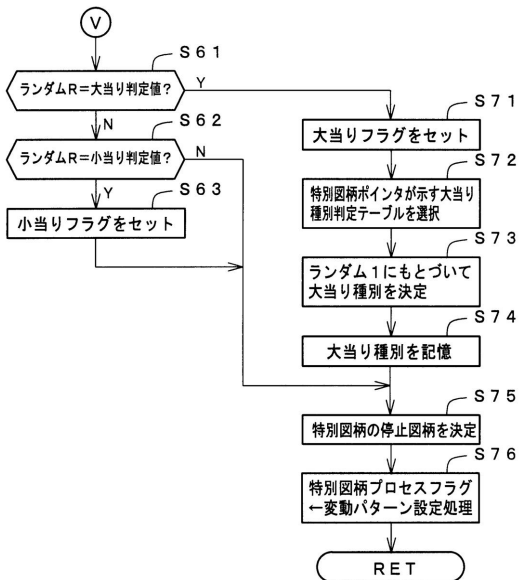 V
S61
ランダムR=大当り判定値?
Y
N
S62
ランダムR=小当り判定値?
N
Y
S63
小当りフラグをセット
S71
大当りフラグをセット
S72
特別図柄ポインタが示す大当り
種別判定テーブルを選択
S73
ランダム1にもとづいて
大当り種別を決定
S74
大当り種別を記憶
S75
特別図柄の停止図柄を決定
S76
特別図柄プロセスフラグ
←変動パターン設定処理
RET